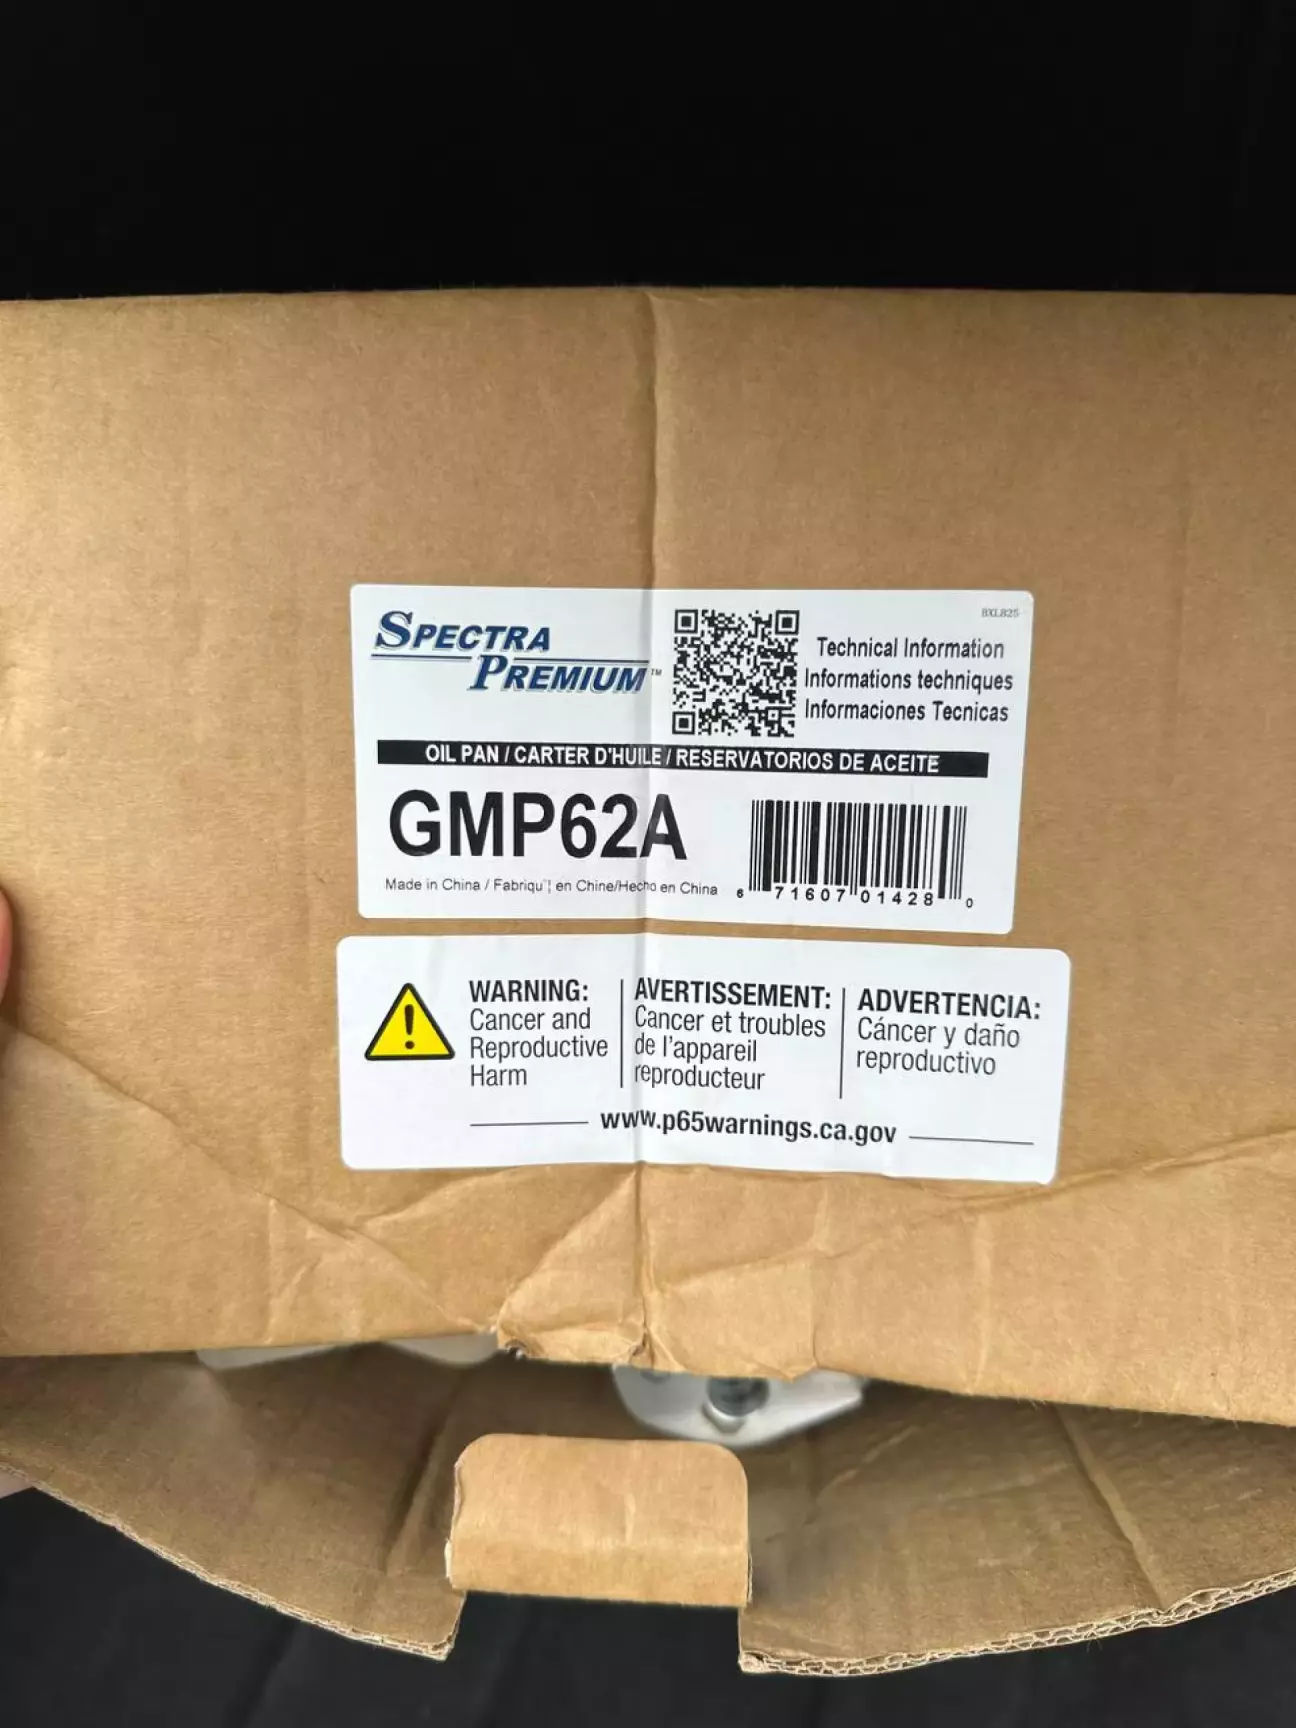 SPECTRA
PREMIUM™
BXL825
Technical Information
Informations techniques
Informaciones Tecnicas
OIL PAN / CARTER D'HUILE / RESERVATORIOS DE ACEITE
GMP62A
Made in China / Fabriqu¨¦ en Chine/Hecho en China
6 71607 01428 0
WARNING:
Cancer and
Reproductive
Harm
AVERTISSEMENT:
Cancer et troubles
de l'appareil
reproducteur
ADVERTENCIA:
Cáncer y daño
reproductivo
www.p65warnings.ca.gov